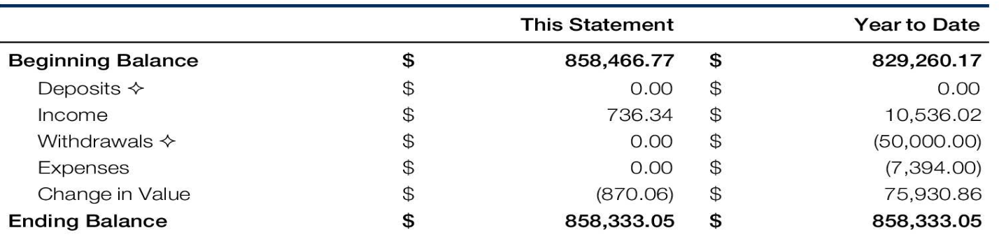 This Statement Year to Date
Beginning Balance $ 858,466.77 $ 829,260.17
Deposits ✧ $ 0.00 $ 0.00
Income $ 736.34 $ 10,536.02
Withdrawals ✧ $ 0.00 $ (50,000.00)
Expenses $ 0.00 $ (7,394.00)
Change in Value $ (870.06) $ 75,930.86
Ending Balance $ 858,333.05 $ 858,333.05